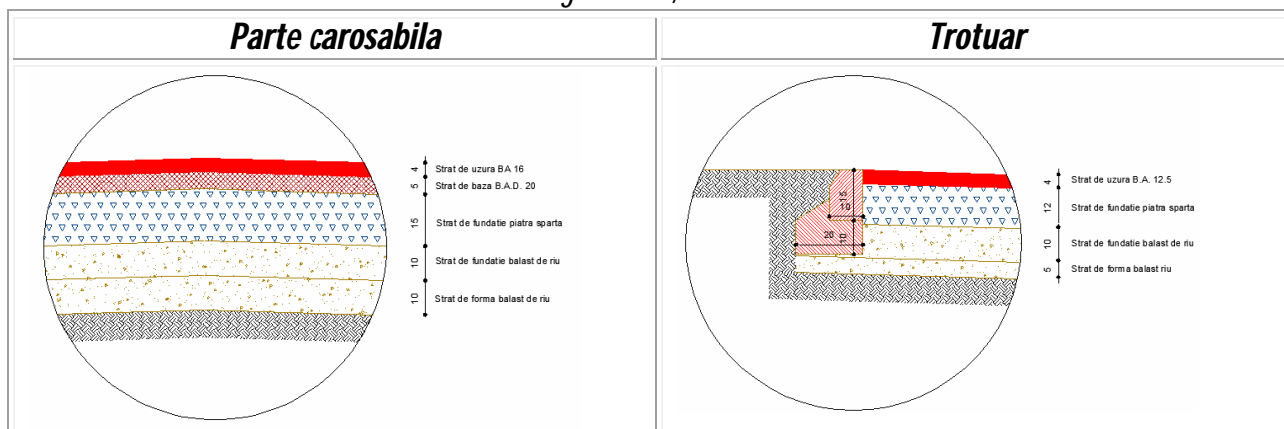 Parte carosabila
Trotuar
4 Strat de uzura BA 16
5 Strat de baza B.A.D. 20
15 Strat de fundatie piatra sparta
10 Strat de fundatie balast de riu
10 Strat de forma balast de riu
15
10
20
10
4 Strat de uzura B.A. 12.5
12 Strat de fundatie piatra sparta
10 Strat de fundatie balast de riu
5 Strat de forma balast riu